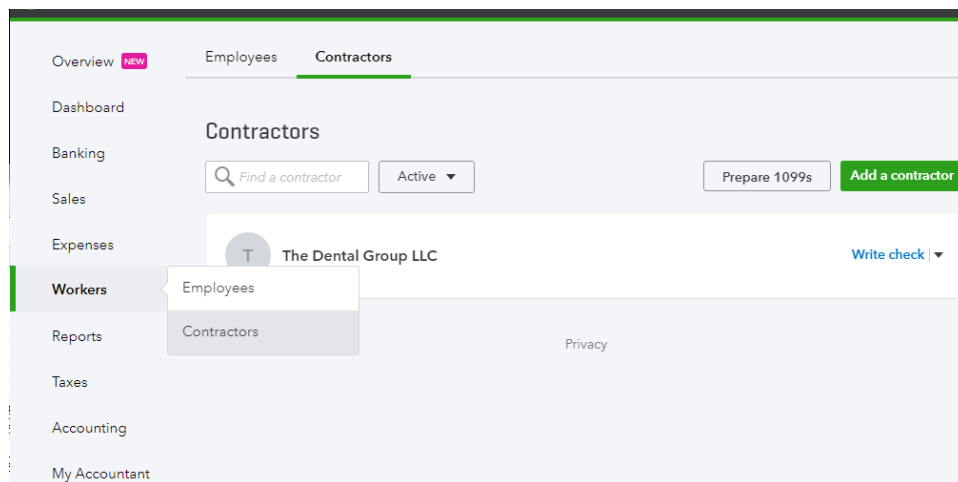 Overview NEW
Dashboard
Banking
Sales
Expenses
Workers
Reports
Taxes
Accounting
My Accountant
Employees Contractors
Contractors
Find a contractor
Active
Prepare 1099s
Add a contractor
T The Dental Group LLC
Write check
Employees
Contractors
Privacy